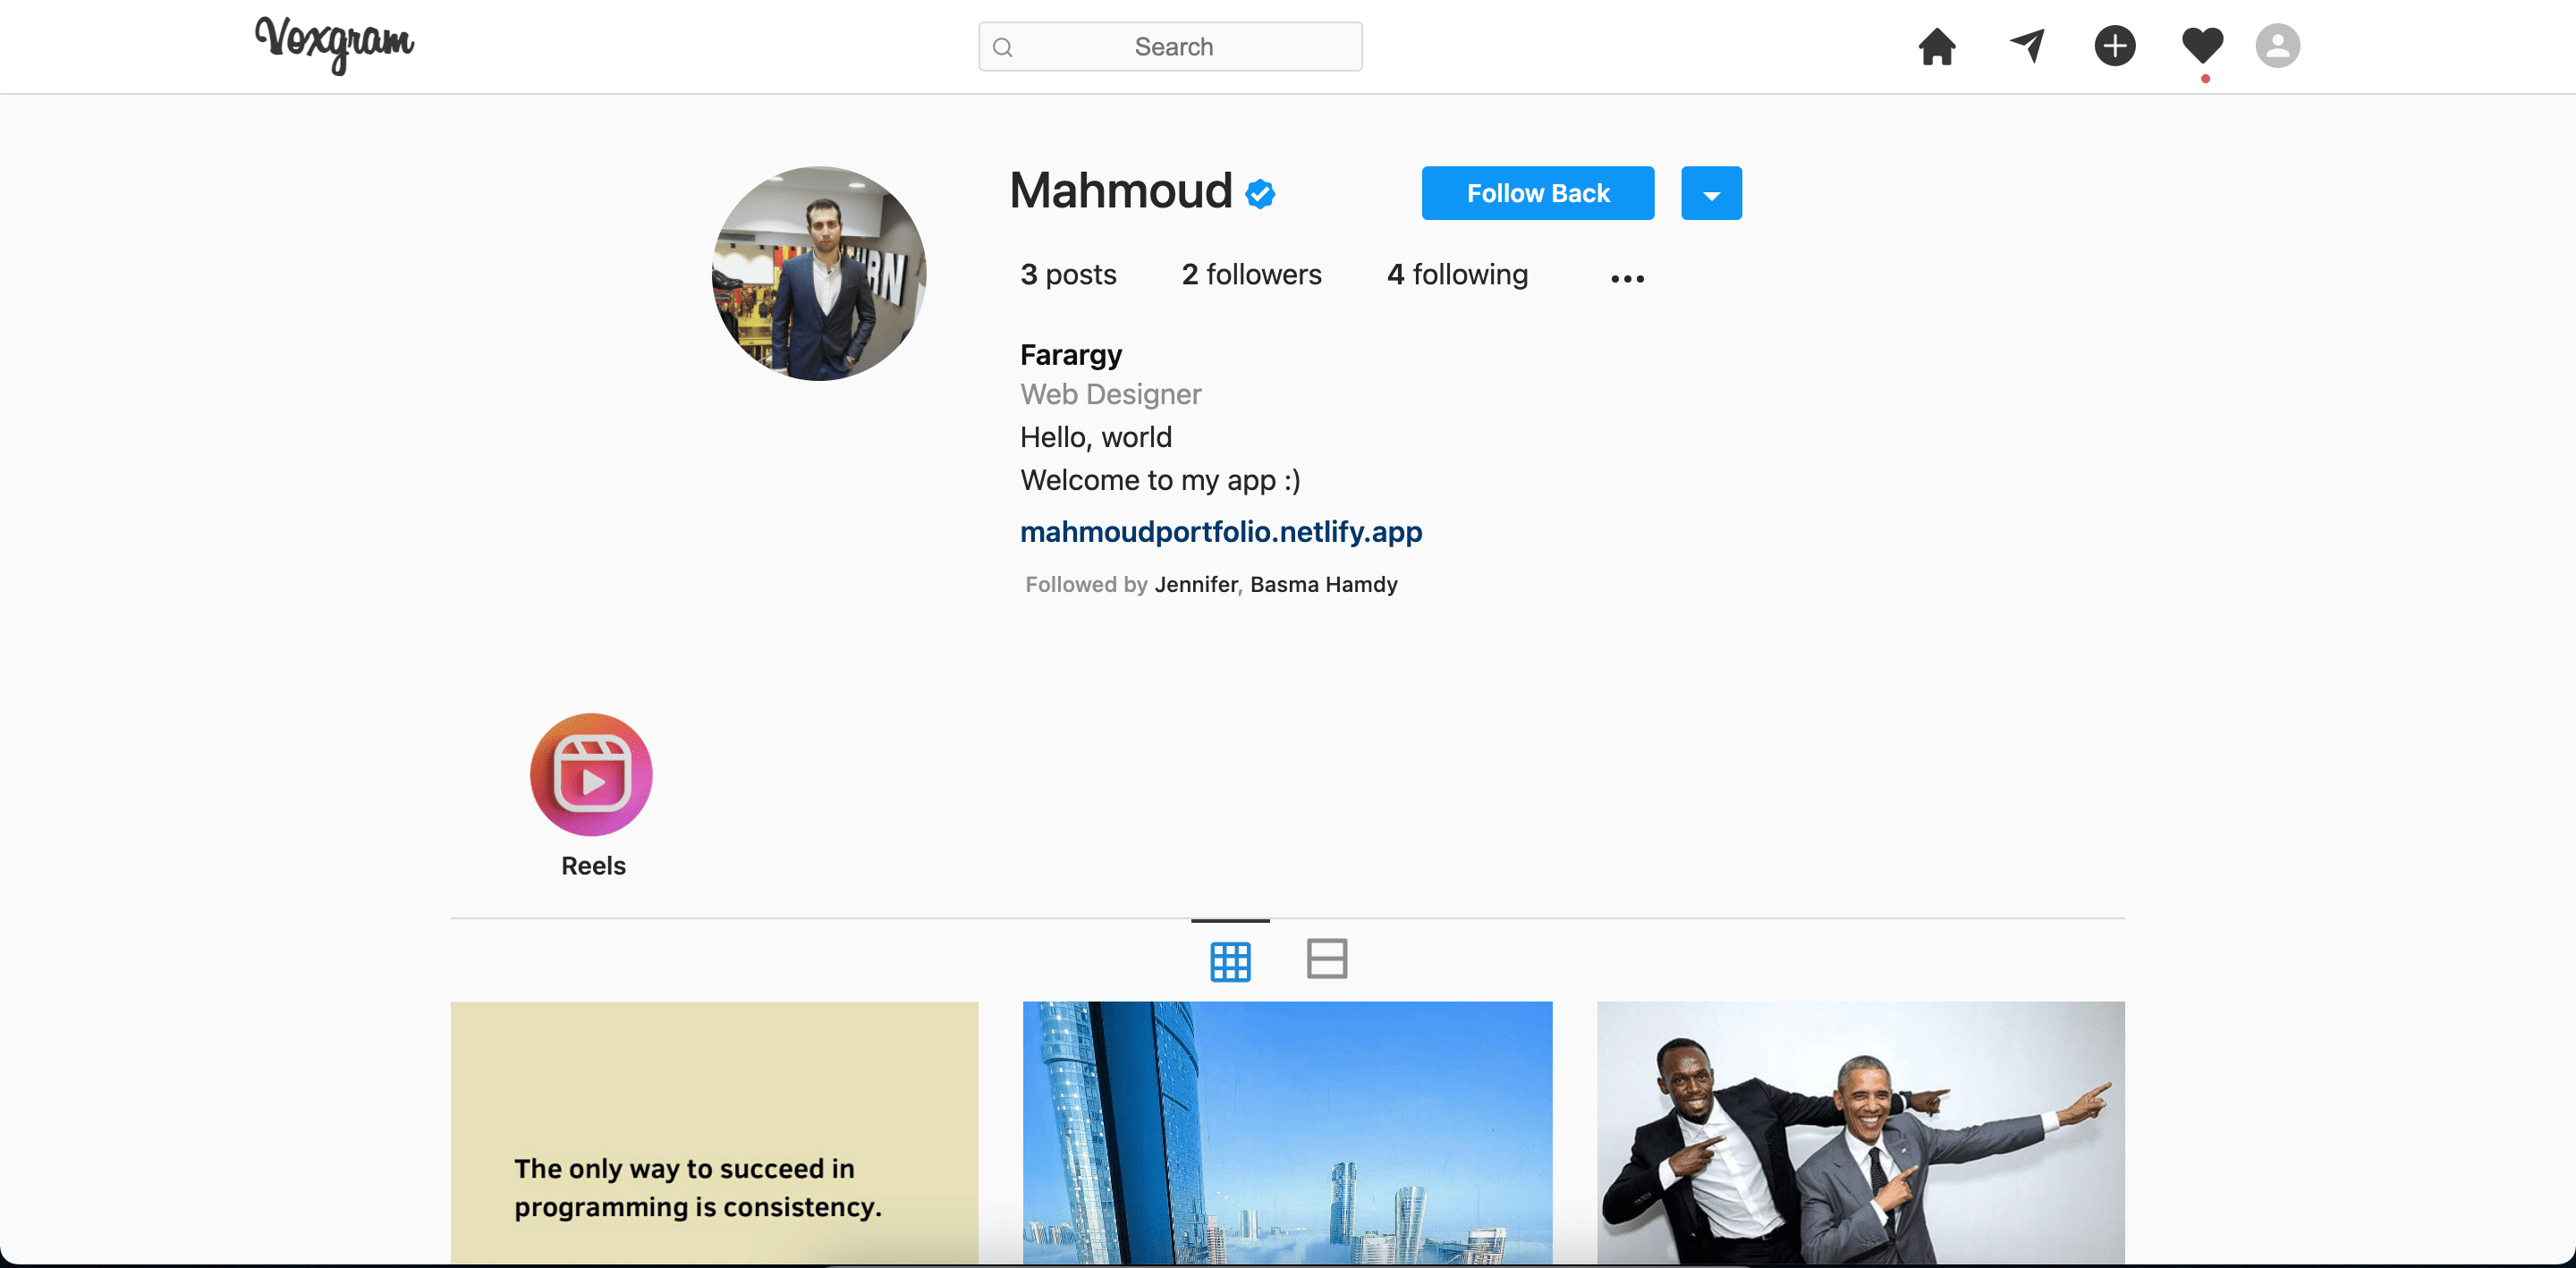 Voxgram
Search
Mahmoud
Follow Back
3 posts
2 followers
4 following
Farargy
Web Designer
Hello, world
Welcome to my app :)
mahmoudportfolio.netlify.app
Followed by Jennifer, Basma Hamdy
Reels
The only way to succeed in
programming is consistency.